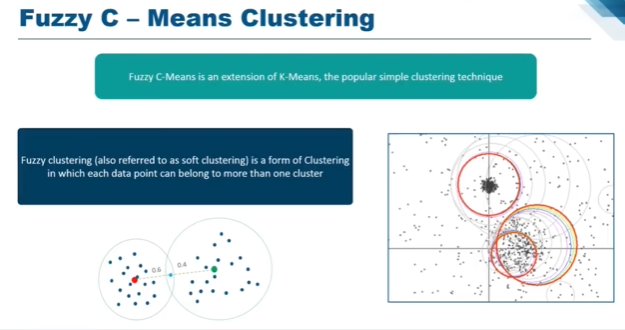 Fuzzy C – Means Clustering
Fuzzy C-Means is an extension of K-Means, the popular simple clustering technique
Fuzzy clustering (also referred to as soft clustering) is a form of Clustering
in which each data point can belong to more than one cluster
0.6
0.4